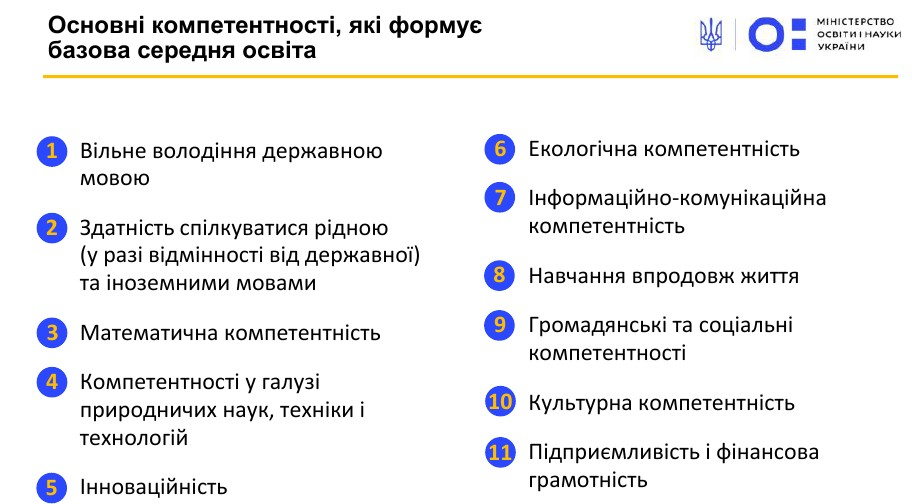 Основні компетентності, які формує
базова середня освіта
МІНІСТЕРСТВО
ОСВІТИ І НАУКИ
УКРАЇНИ
1 Вільне володіння державною
мовою
2 Здатність спілкуватися рідною
(у разі відмінності від державної)
та іноземними мовами
3 Математична компетентність
4 Компетентності у галузі
природничих наук, техніки і
технологій
5 Інноваційність
6 Екологічна компетентність
7 Інформаційно-комунікаційна
компетентність
8 Навчання впродовж життя
9 Громадянські та соціальні
компетентності
10 Культурна компетентність
11 Підприємливість і фінансова
грамотність